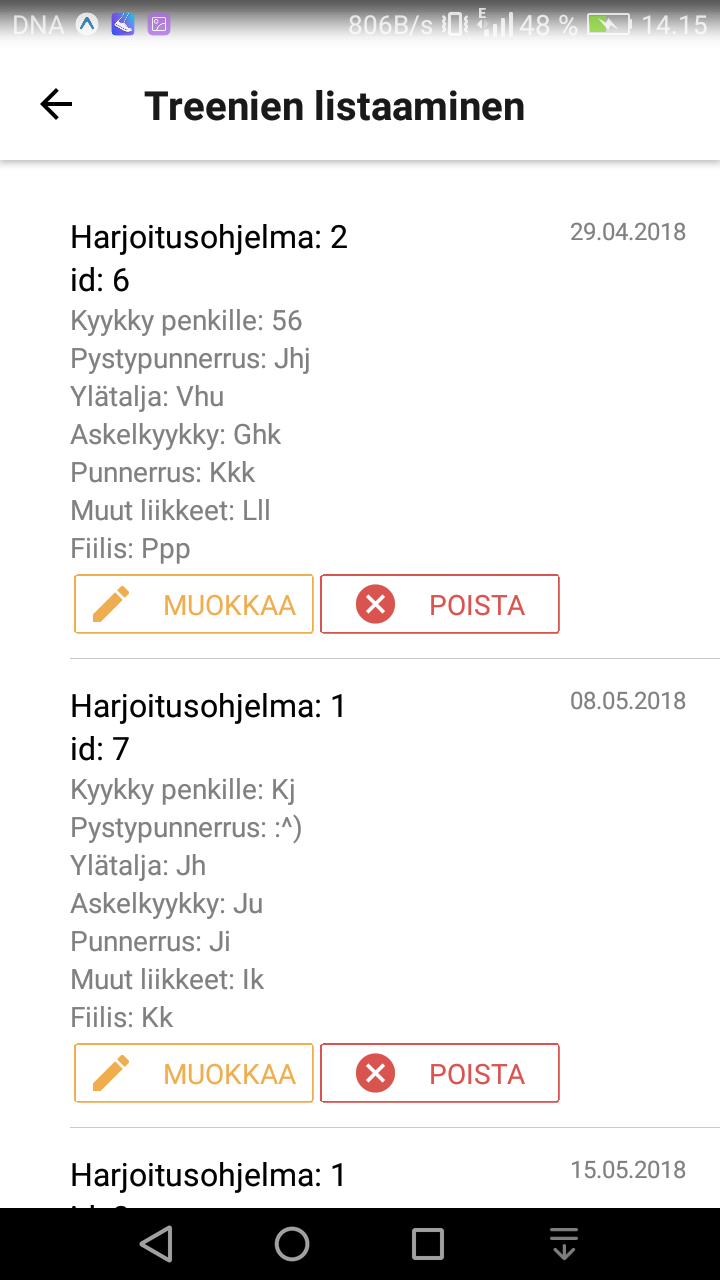 DNA 806B/s E 48 % 14.15
Treenien listaaminen
Harjoitusohjelma: 2 29.04.2018
id: 6
Kyykky penkille: 56
Pystypunnerrus: Jhj
Ylätalja: Vhu
Askelkyykky: Ghk
Punnerrus: Kkk
Muut liikkeet: Lll
Fiilis: Ppp
MUOKKAA POISTA
Harjoitusohjelma: 1 08.05.2018
id: 7
Kyykky penkille: Kj
Pystypunnerrus: :^)
Ylätalja: Jh
Askelkyykky: Ju
Punnerrus: Ji
Muut liikkeet: Ik
Fiilis: Kk
MUOKKAA POISTA
Harjoitusohjelma: 1 15.05.2018